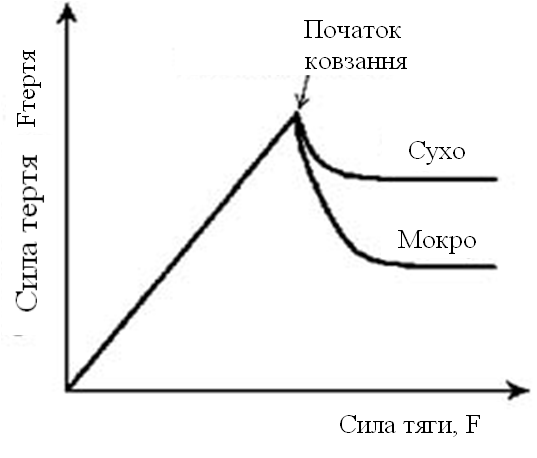 Початок
ковзання
Сухо
Мокро
Сила тертя Fтертя
Сила тяги, F